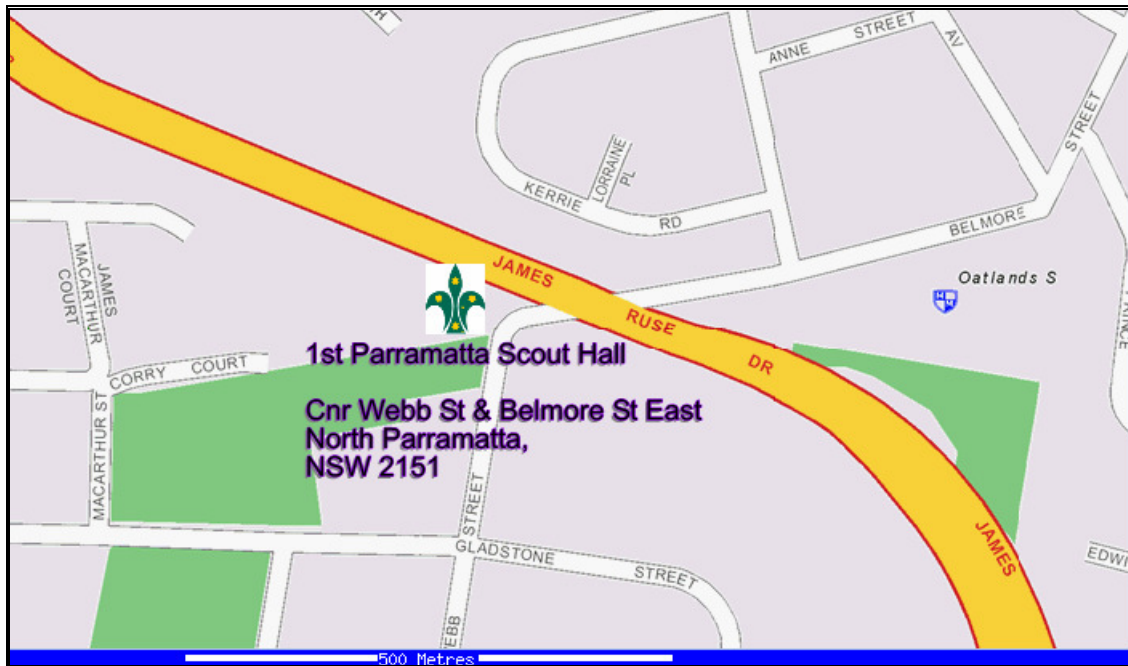 ANNE STREET
AV
STREET
LORRAINE
PL
KERRIE
RD
BELMORE
JAMES
MACARTHUR
COURT
JAMES
RUSE
DR
Oatlands S
PRINCE
1st Parramatta Scout Hall
CORRY COURT
Cnr Webb St & Belmore St East
North Parramatta,
NSW 2151
MACARTHUR ST
STREET
GLADSTONE
STREET
JAMES
EDWI
EBB
500 Metres